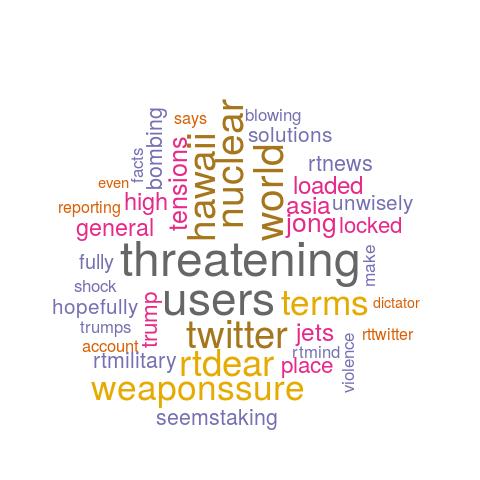 says
blowing
bombing
nuclear
solutions
hawaii
tensions
world
facts
rtnews
even
loaded
reporting
high
asia
unwisely
general
jong
locked
threatening
make
fully
shock
users
terms
dictator
hopefully
trump
trumps
twitter
jets
rttwitter
account
rtmilitary
rtdear
rtmind
violence
place
weaponssure
seemstaking